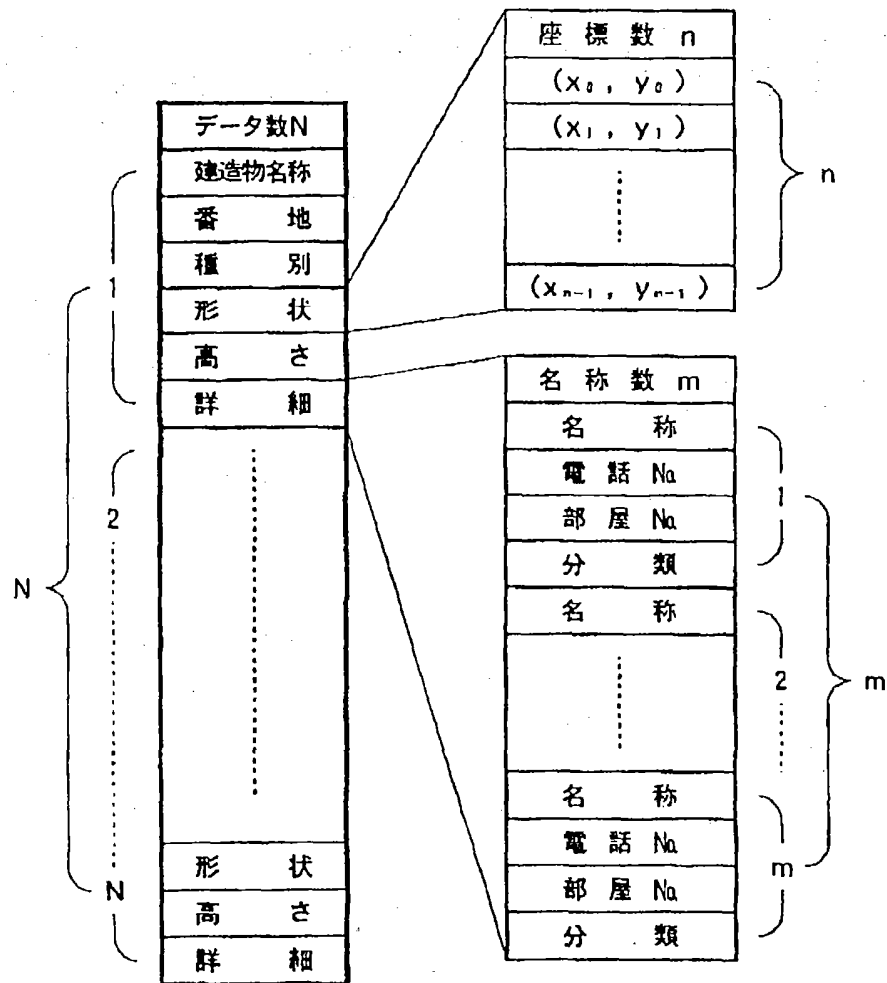 データ数N
建造物名称
番地
種別
形状
高さ
詳細
形状
高さ
詳細
1
2
N
N
座標数 n
(x₀, y₀)
(x₁, y₁)
(xₙ₋₁, yₙ₋₁)
n
名称数 m
名称
電話 No.
部屋 No.
分類
名称
名称
電話 No.
部屋 No.
分類
1
2
m
m